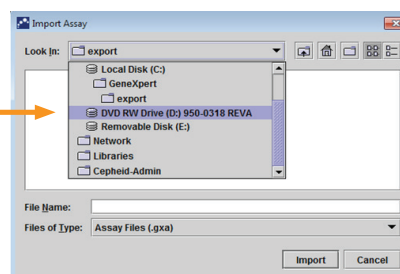 Import Assay
Look In: export
Local Disk (C:)
GeneXpert
export
DVD RW Drive (D:) 950-0318 REVA
Removable Disk (E:)
Network
Libraries
Cepheid-Admin
File Name:
Files of Type: Assay Files (.gxa)
Import Cancel